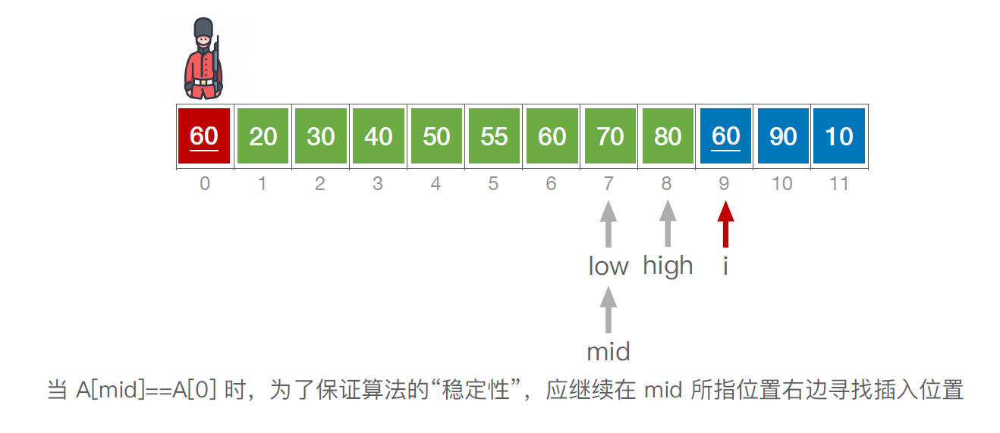 60 20 30 40 50 55 60 70 80 60 90 10
0 1 2 3 4 5 6 7 8 9 10 11
low high i
mid
当 A[mid]==A[0] 时，为了保证算法的“稳定性”，应继续在 mid 所指位置右边寻找插入位置